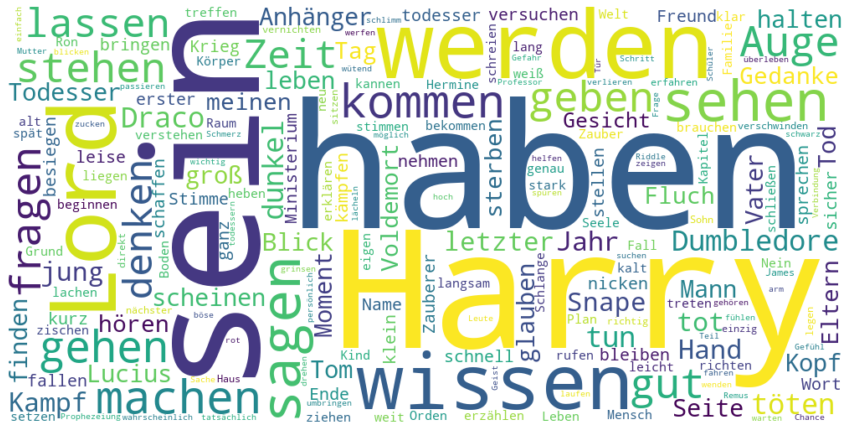 einfach
schlimm
treffen
vernichten
werfen
lassen
Anhänger
todesser
versuchen
Welt
Freund
klar
halten
Mutter
Ron
bringen
Krieg
blicken
Körper
Zeit
Tag
schreien
lang
Gefahr
Tür
Schritt
Schüler
Familie
überleben
Auge
stehen
passieren
wütend
werden
verlieren
erfahren
Gedanke
Todesser
erster
meinen
leben
kannen
weiß
Hermine
Professor
Frage
neu
sitzen
kommen
geben
sehen
alt
spät
Draco
Raum
verstehen
Schmerz
zucken
stimmen
möglich
bekommen
Gesicht
Zauber
brauchen
verschwinden
schwarz
Lord
sein
leise
liegen
wichtig
groß
dunkel
Ministerium
erklären
kämpfen
nehmen
haben
sterben
helfen
genau
stark
Riddle
zeigen
stellen
Kapitel
Vater
sprechen
schließen
Verbindung
sicher
Tod
besiegen
beginnen
schaffen
heben
Stimme
ganz
todessern
lächeln
hoch
spüren
Seele
Fluch
Sohn
fragen
denken
direkt
Boden
Grund
jung
lachen
Blick
eigen
Voldemort
letzter
Jahr
Fall
Dumbledore
scheinen
grinsen
persönlich
Moment
Name
langsam
Zauberer
glauben
Schlange
suchen
kalt
nicken
Mann
Nein
James
arm
Eltern
finden
kurz
hören
nächster
böse
rot
sagen
Harry
Leute
Snape
Plan
richtig
treten
gehören
einzig
fühlen
legen
zischen
gehen
Lucius
Sache
Haus
drehen
Tom
Kind
klein
schnell
rufen
tun
bleiben
tot
Teil
Hand
Gefühl
Kopf
fallen
machen
Ende
umbringen
wissen
Geist
leicht
richten
fahren
wenden
Wort
Kampf
setzen
Prophezeiung
wahrscheinlich
tatsächlich
ziehen
weit
Orden
erzählen
laufen
Leben
Mensch
gut
Remus
Seite
warten
töten
Chance